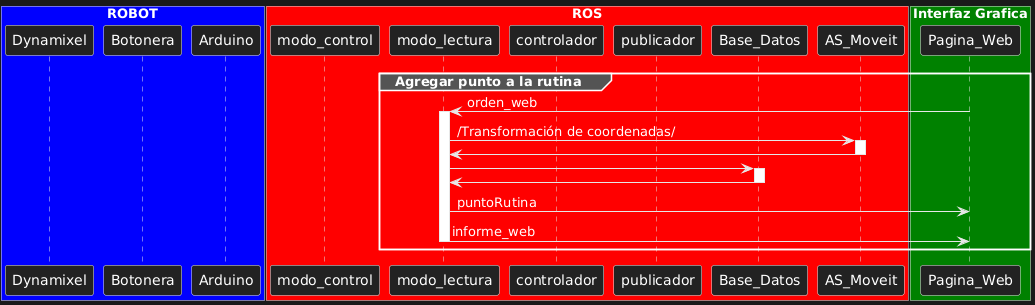 ROBOT
ROS
Interfaz Grafica
Dynamixel
Botonera
Arduino
modo_control
modo_lectura
controlador
publicador
Base_Datos
AS_Moveit
Pagina_Web
Agregar punto a la rutina
orden_web
/Transformación de coordenadas/
puntoRutina
informe_web
Dynamixel
Botonera
Arduino
modo_control
modo_lectura
controlador
publicador
Base_Datos
AS_Moveit
Pagina_Web